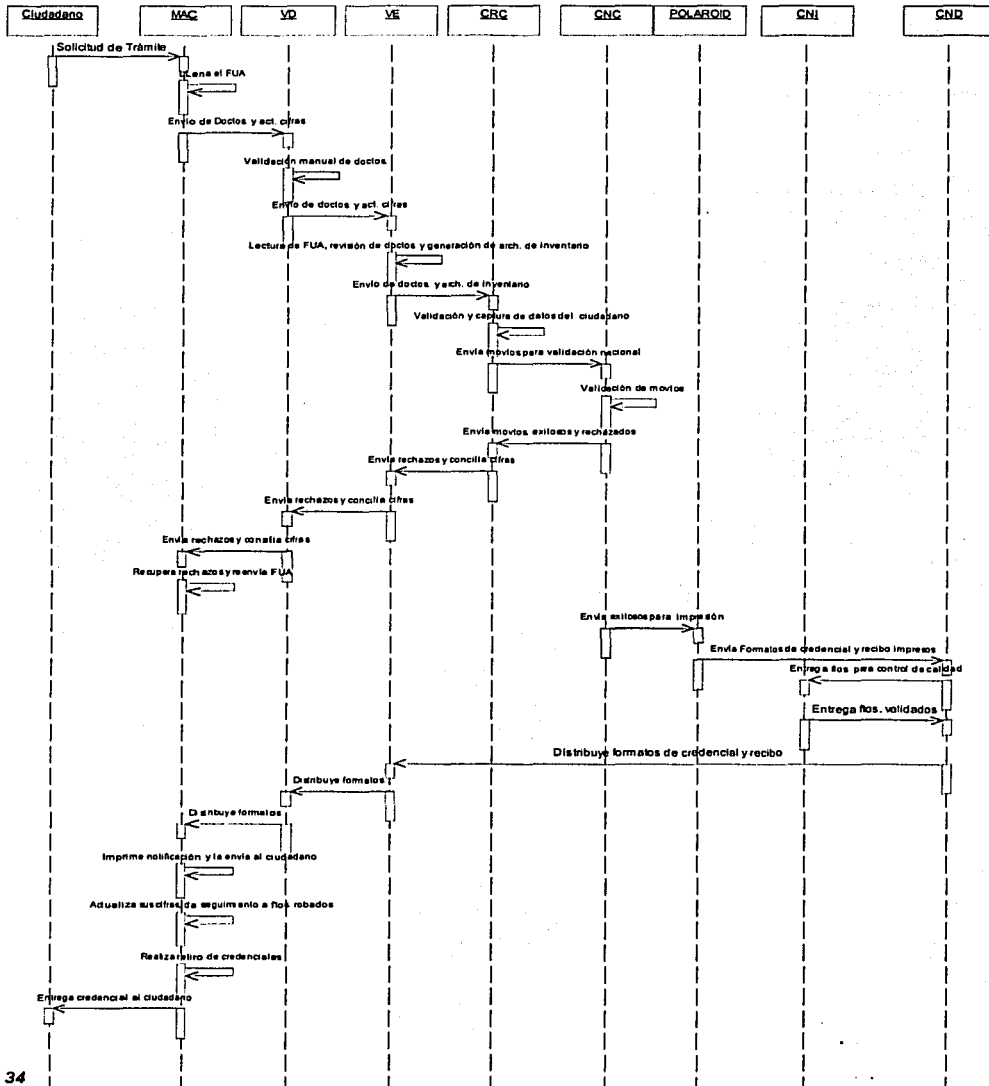 Ciudadano MAC VD VE CRC CNC POLAROID CNI CND
Solicitud de Trámite
Llena el FUA
Envío de Doctos. y act. cifras
Validación manual de doctos.
Envío de doctos. y act. cifras
Lectura de FUA, revisión de doctos y generación de arch. de inventario
Envío de doctos. y arch. de inventario
Validación y captura de datos del ciudadano
Envía movtos para validación nacional
Validación de movtos
Envía movtos. exitosos y rechazados
Envía rechazos y concilia cifras
Envía rechazos y concilia cifras
Envía rechazos y concilia cifras
Recupera rechazos y reenvía FUA
Envía exitosos para impresión
Envía Formatos de credencial y recibo impresos
Entrega ftos. para control de calidad
Entrega ftos. validados
Distribuye formatos de credencial y recibo
Distribuye formatos
Distribuye formatos
Imprime notificación y la envía al ciudadano
Actualiza sus cifras, da seguimiento a ftos robados
Realiza retiro de credenciales
Entrega credencial al ciudadano
34